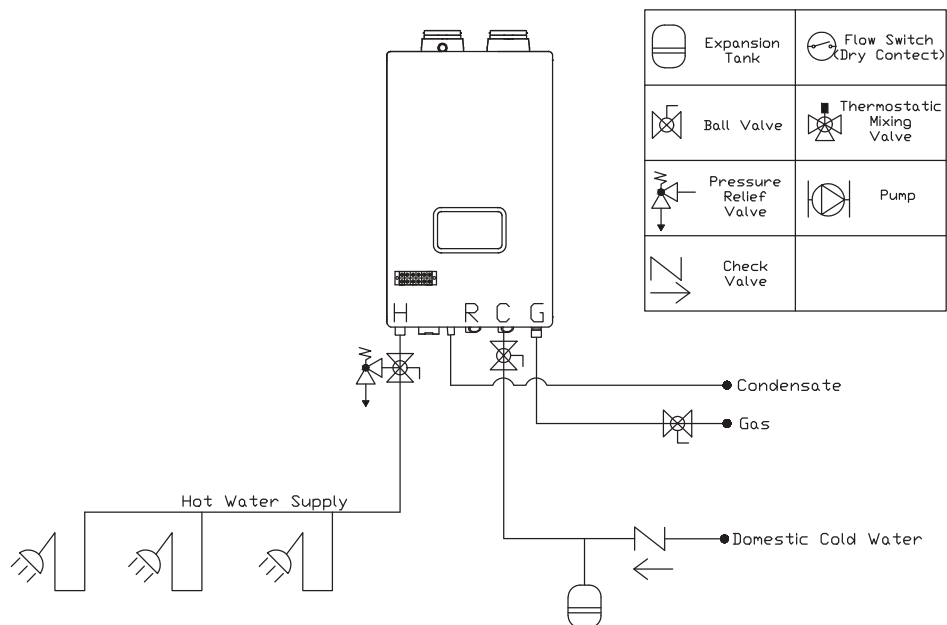 Expansion
Tank
Flow Switch
(Dry Contect)
Ball Valve
Thermostatic
Mixing
Valve
Pressure
Relief
Valve
Pump
Check
Valve
H R C G
Condensate
Gas
Hot Water Supply
Domestic Cold Water